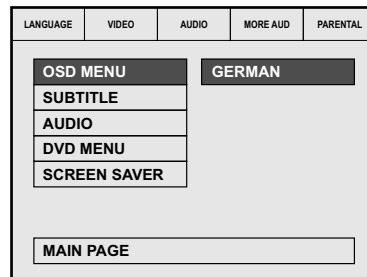 LANGUAGE VIDEO AUDIO MORE AUD PARENTAL
OSD MENU GERMAN
SUBTITLE
AUDIO
DVD MENU
SCREEN SAVER
MAIN PAGE